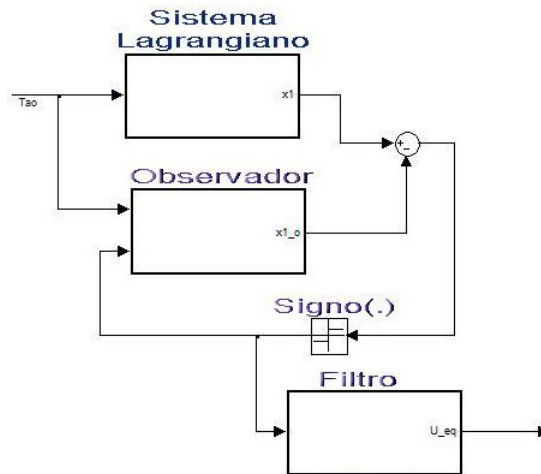 Sistema
Lagrangiano
x1
Tao
+
-
Observador
x1_o
Signo(.)
Filtro
U_eq